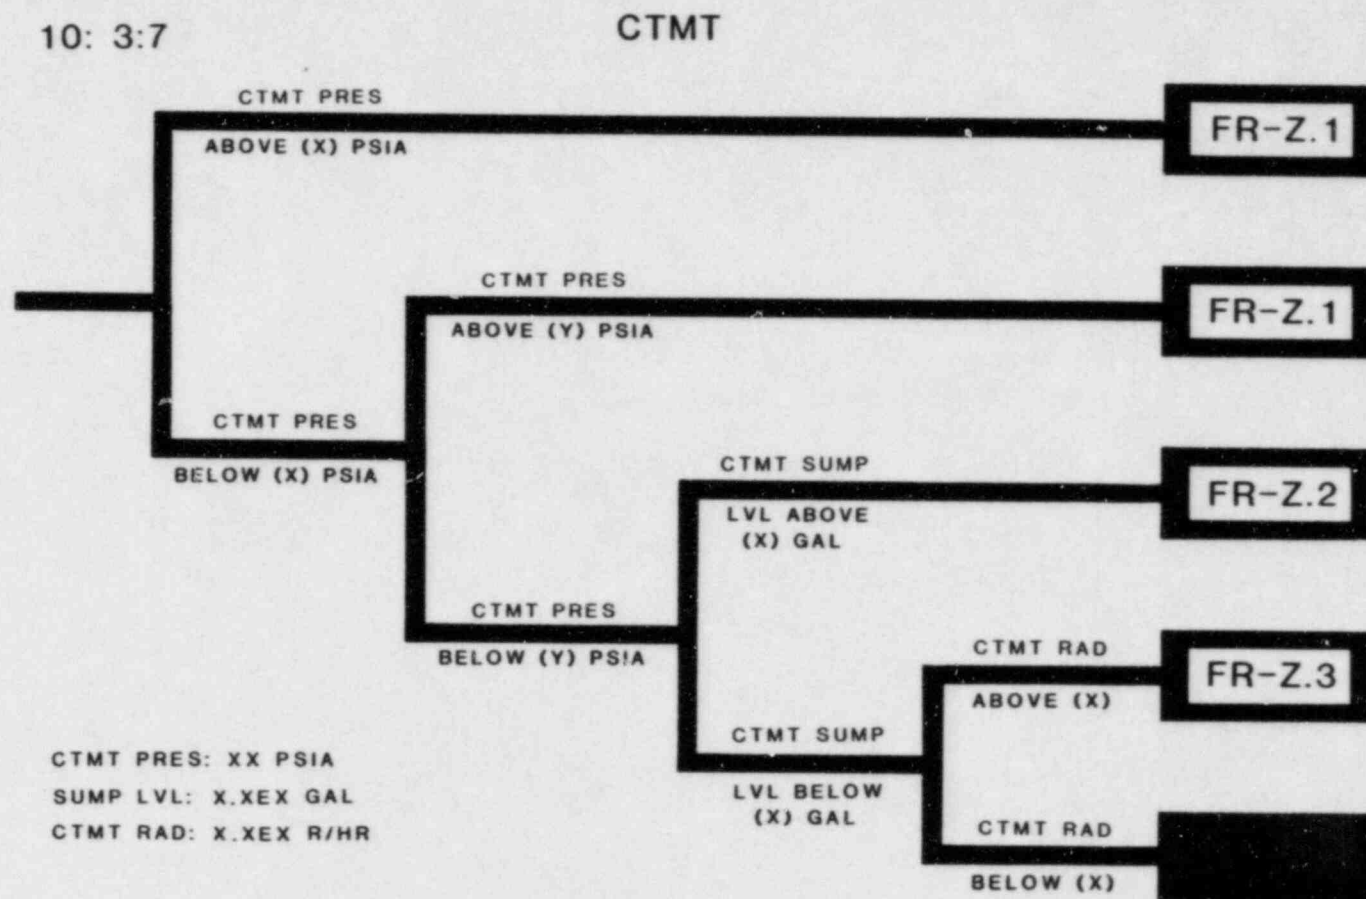 10: 3:7
CTMT
CTMT PRES
ABOVE (X) PSIA
FR-Z.1
CTMT PRES
ABOVE (Y) PSIA
FR-Z.1
CTMT PRES
BELOW (X) PSIA
CTMT SUMP
LVL ABOVE
(X) GAL
FR-Z.2
CTMT PRES
BELOW (Y) PSIA
CTMT RAD
ABOVE (X)
FR-Z.3
CTMT SUMP
LVL BELOW
(X) GAL
CTMT RAD
BELOW (X)
CTMT PRES: XX PSIA
SUMP LVL: X.XEX GAL
CTMT RAD: X.XEX R/HR